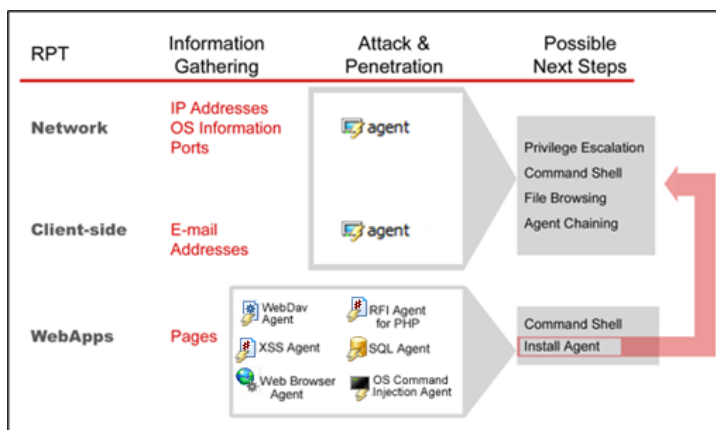 RPT
Information
Gathering
Attack &
Penetration
Possible
Next Steps
Network
IP Addresses
OS Information
Ports
agent
Privilege Escalation
Command Shell
File Browsing
Agent Chaining
Client-side
E-mail
Addresses
agent
WebApps
Pages
WebDav
Agent
RFI Agent
for PHP
XSS Agent
SQL Agent
Web Browser
Agent
OS Command
Injection Agent
Command Shell
Install Agent